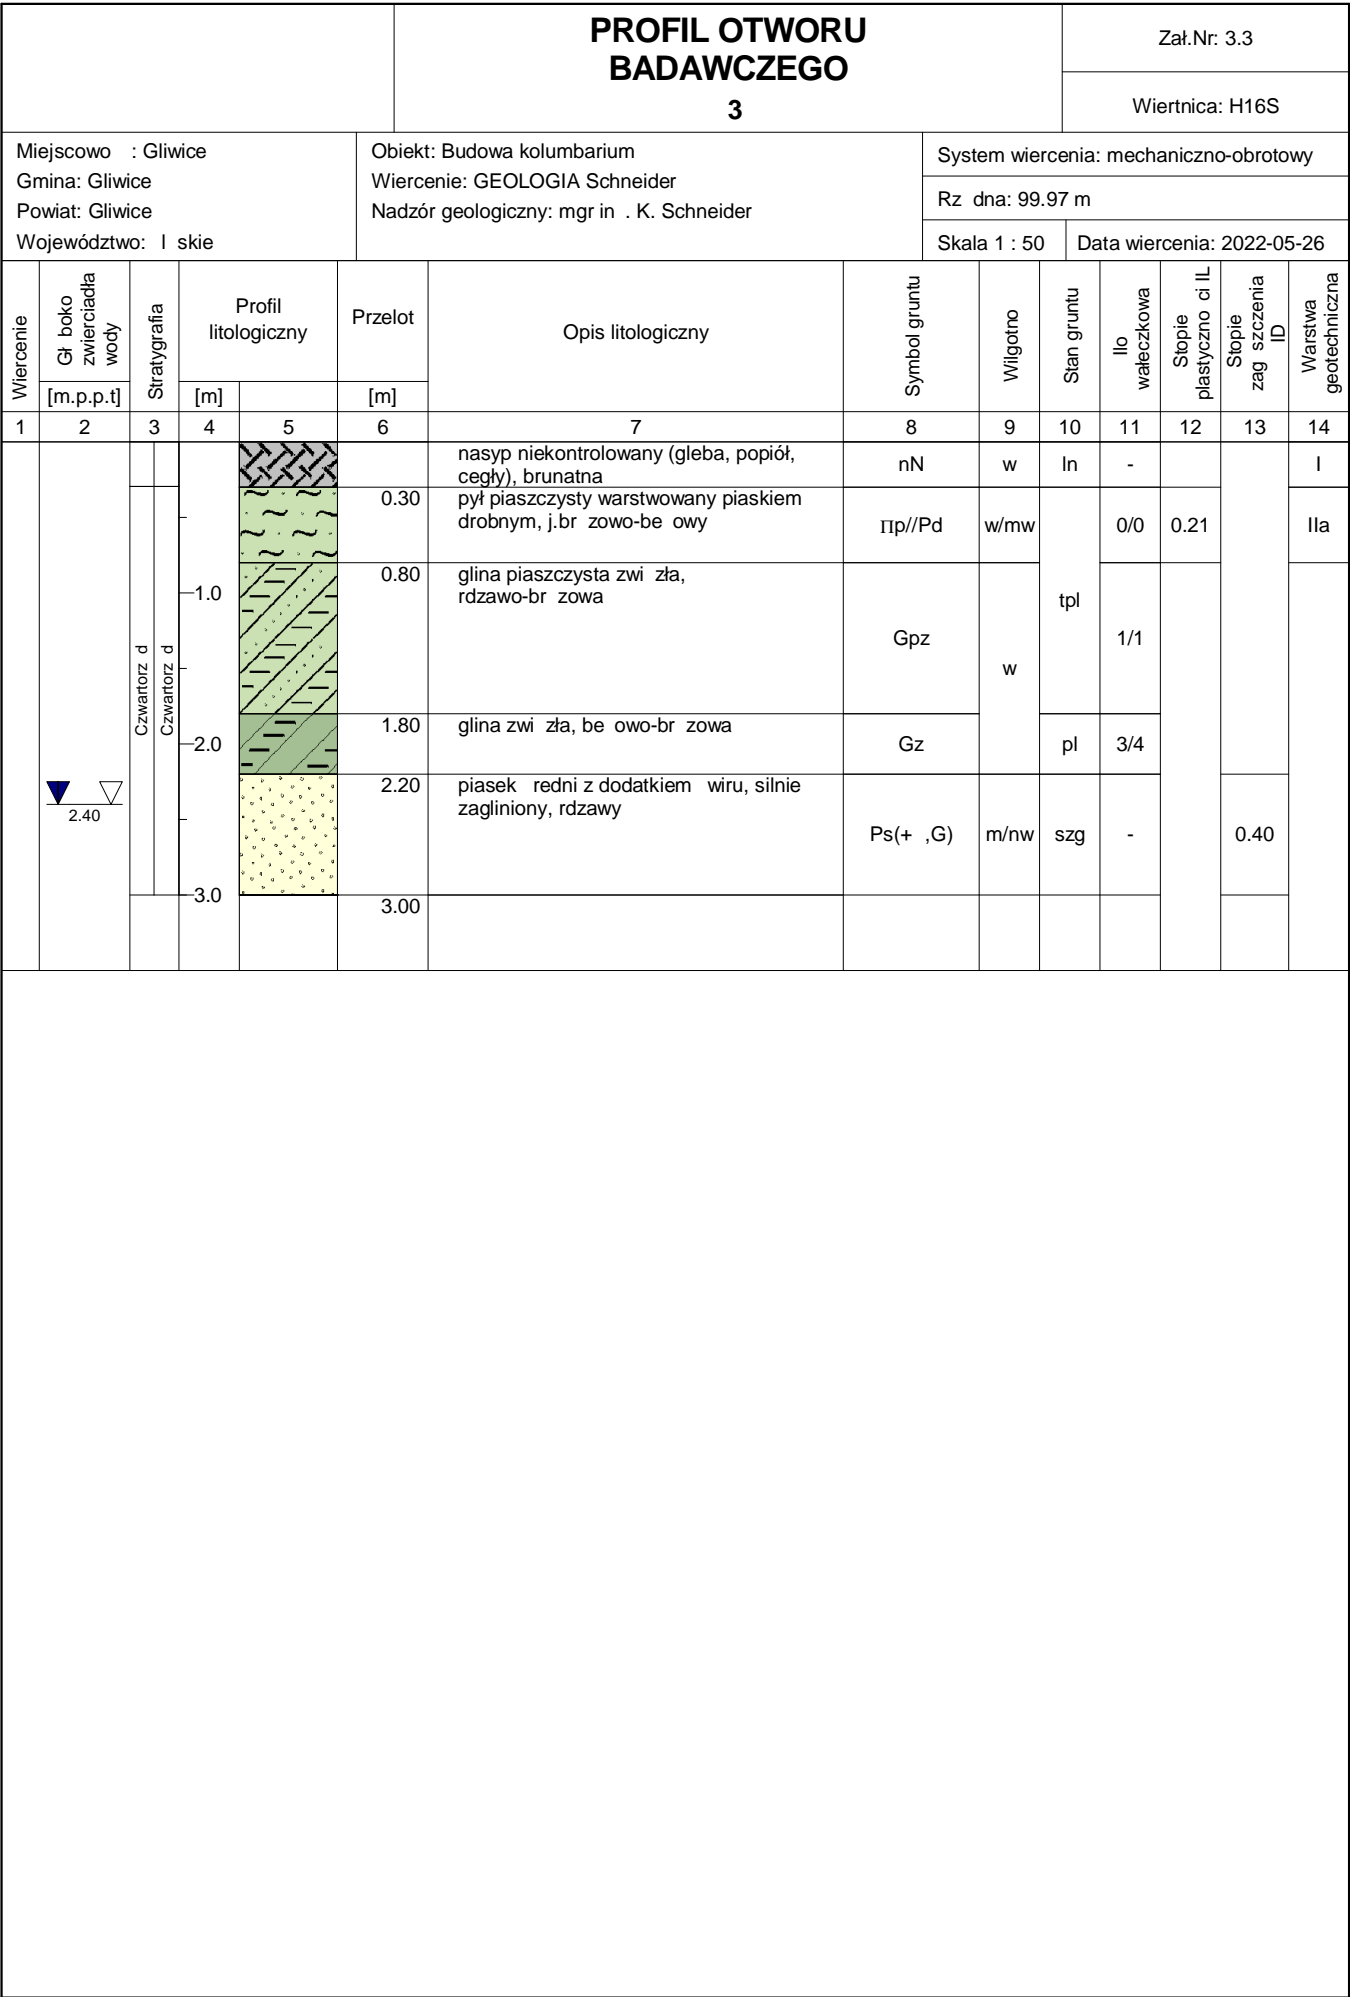 PROFIL OTWORU
BADAWCZEGO
3
Zał.Nr: 3.3
Wiertnica: H16S
Miejscowo : Gliwice
Gmina: Gliwice
Powiat: Gliwice
Województwo: l skie
Obiekt: Budowa kolumbarium
Wiercenie: GEOLOGIA Schneider
Nadzór geologiczny: mgr in . K. Schneider
System wiercenia: mechaniczno-obrotowy
Rz dna: 99.97 m
Skala 1 : 50
Data wiercenia: 2022-05-26
Wiercenie
Gł boko
zwierciadła
wody
[m.p.p.t]
Stratygrafia
Profil
litologiczny
[m]
Przelot
[m]
Opis litologiczny
Symbol gruntu
Wilgotno
Stan gruntu
Ilo
wałeczkowa
Stopie
plastyczno ci IL
Stopie
zag szczenia
ID
Warstwa
geotechniczna
1 2 3 4 5 6 7 8 9 10 11 12 13 14
nasyp niekontrolowany (gleba, popiół,
cegły), brunatna
nN w ln - I
0.30 pył piaszczysty warstwowany piaskiem
drobnym, j.br zowo-be owy
Πp//Pd w/mw 0/0 0.21 IIa
0.80 glina piaszczysta zwi zła,
rdzawo-br zowa
1.0
tpl
Gpz 1/1
w
Czwartorz d
Czwartorz d
1.80 glina zwi zła, be owo-br zowa
2.0
Gz pl 3/4
2.20 piasek redni z dodatkiem wiru, silnie
zagliniony, rdzawy
2.40
Ps(+ ,G) m/nw szg - 0.40
3.0
3.00